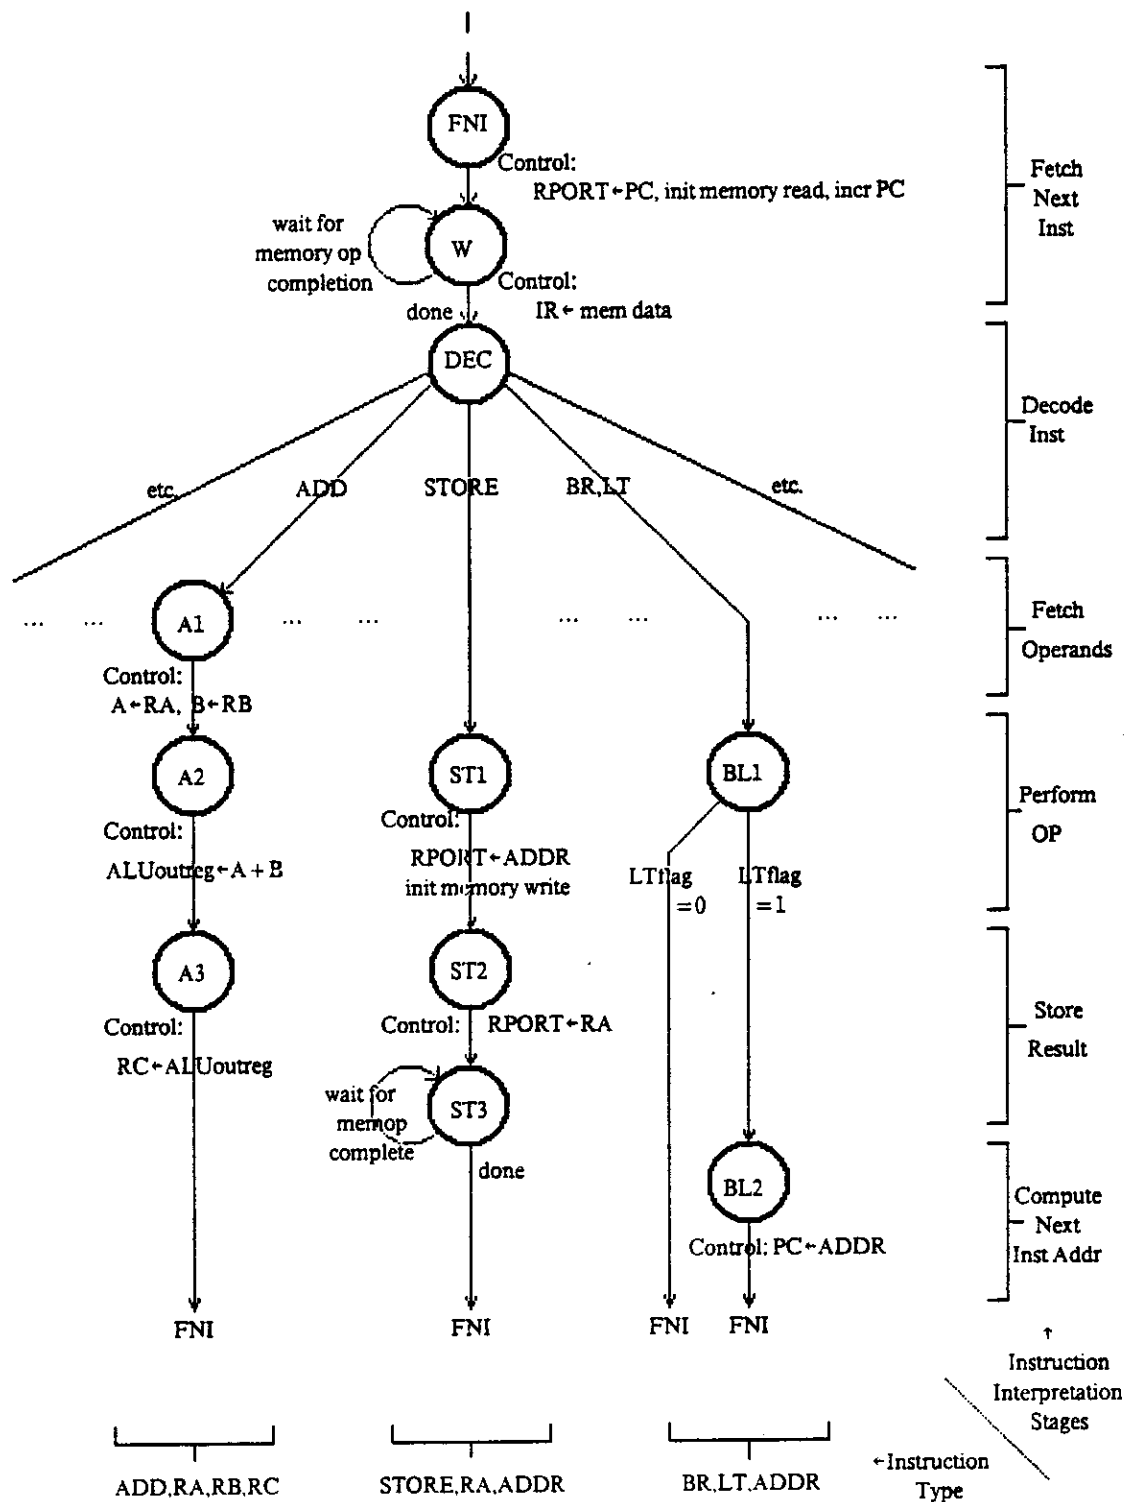 FNI
Control:
RPORT←PC, init memory read, incr PC
Fetch
Next
Inst
wait for
memory op
completion
W
Control:
done
IR← mem data
DEC
Decode
Inst
etc.
ADD
STORE
BR,LT
etc.
... ... A1 ... ... ... ... ... ...
Fetch
Operands
Control:
A←RA, B←RB
A2
ST1
BL1
Perform
OP
Control:
ALUoutreg←A + B
Control:
RPORT←ADDR
init memory write
LTflag
=0
LTflag
=1
A3
ST2
Store
Result
Control:
RC←ALUoutreg
Control: RPORT←RA
wait for
memop
complete
ST3
done
BL2
Control: PC←ADDR
Compute
Next
Inst Addr
FNI
FNI
FNI
FNI
↑
Instruction
Interpretation
Stages
←Instruction
Type
ADD,RA,RB,RC
STORE,RA,ADDR
BR,LT,ADDR